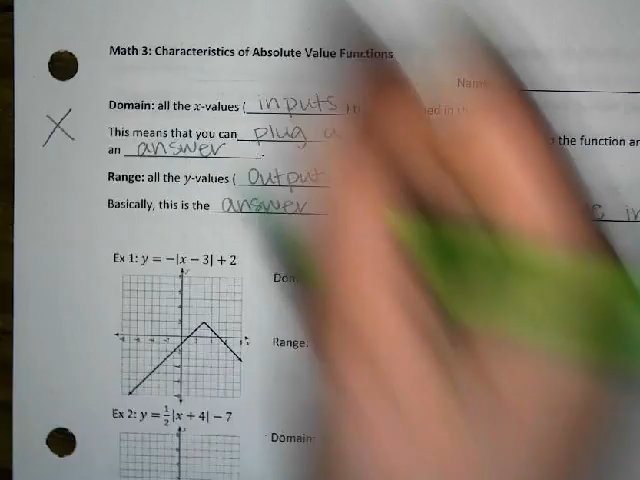 Math 3: Characteristics of Absolute Value Functions
Name
Domain: all the x-values ( inputs
This means that you can plug the function an
an answer .
Range: all the y-values ( output
Basically, this is the answer in
Ex 1: y = −|x − 3| + 2
Range:
Ex 2: y = 1/2|x + 4| − 7
Domain: